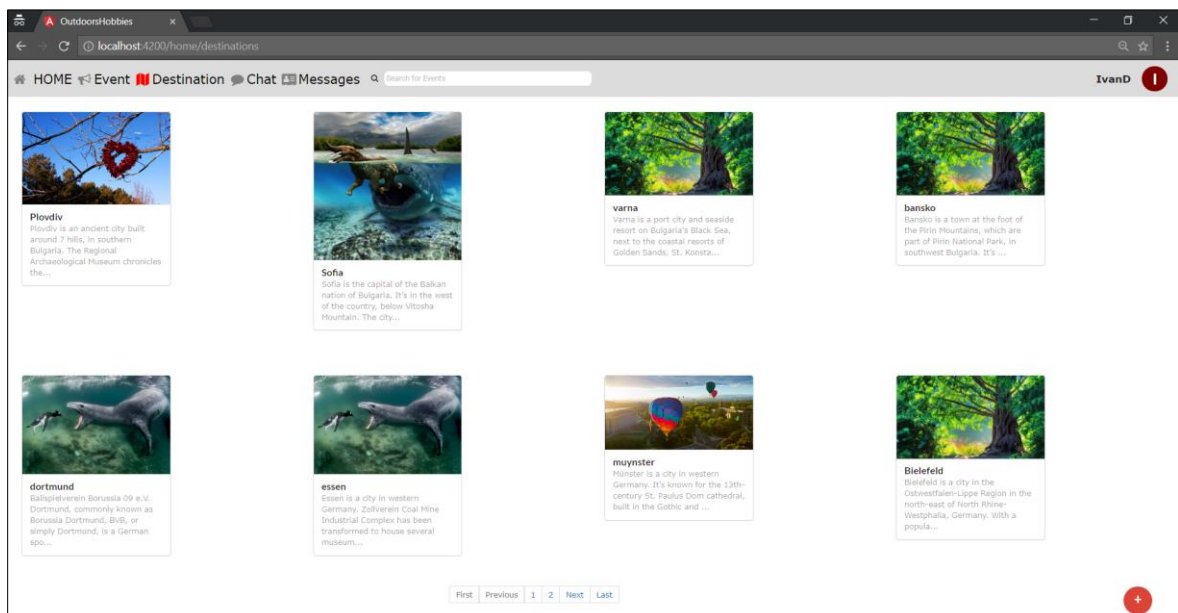 OutdoorsHobbies
localhost:4200/home/destinations
HOME Event Destination Chat Messages Search for Events IvanD I
Plovdiv
Plovdiv is an ancient city built
around 7 hills, in southern
Bulgaria. The Regional
Archaeological Museum chronicles
the...
Sofia
Sofia is the capital of the Balkan
nation of Bulgaria. It's in the west
of the country, below Vitosha
Mountain. The city...
varna
Varna is a port city and seaside
resort on Bulgaria's Black Sea,
next to the coastal resorts of
Golden Sands, St. Konsta...
bansko
Bansko is a town at the foot of
the Pirin Mountains, which are
part of Pirin National Park, in
southwest Bulgaria. It's ...
dortmund
Ballspielverein Borussia 09 e.V.
Dortmund, commonly known as
Borussia Dortmund, BVB, or
simply Dortmund, is a German
spo...
essen
Essen is a city in western
Germany. Zollverein Coal Mine
Industrial Complex has been
transformed to house several
museum...
muynster
Münster is a city in western
Germany. It's known for the 13th-
century St. Paulus Dom cathedral,
built in the Gothic and ...
Bielefeld
Bielefeld is a city in the
Ostwestfalen-Lippe Region in the
north-east of North Rhine-
Westphalia, Germany. With a
popula...
First Previous 1 2 Next Last
+